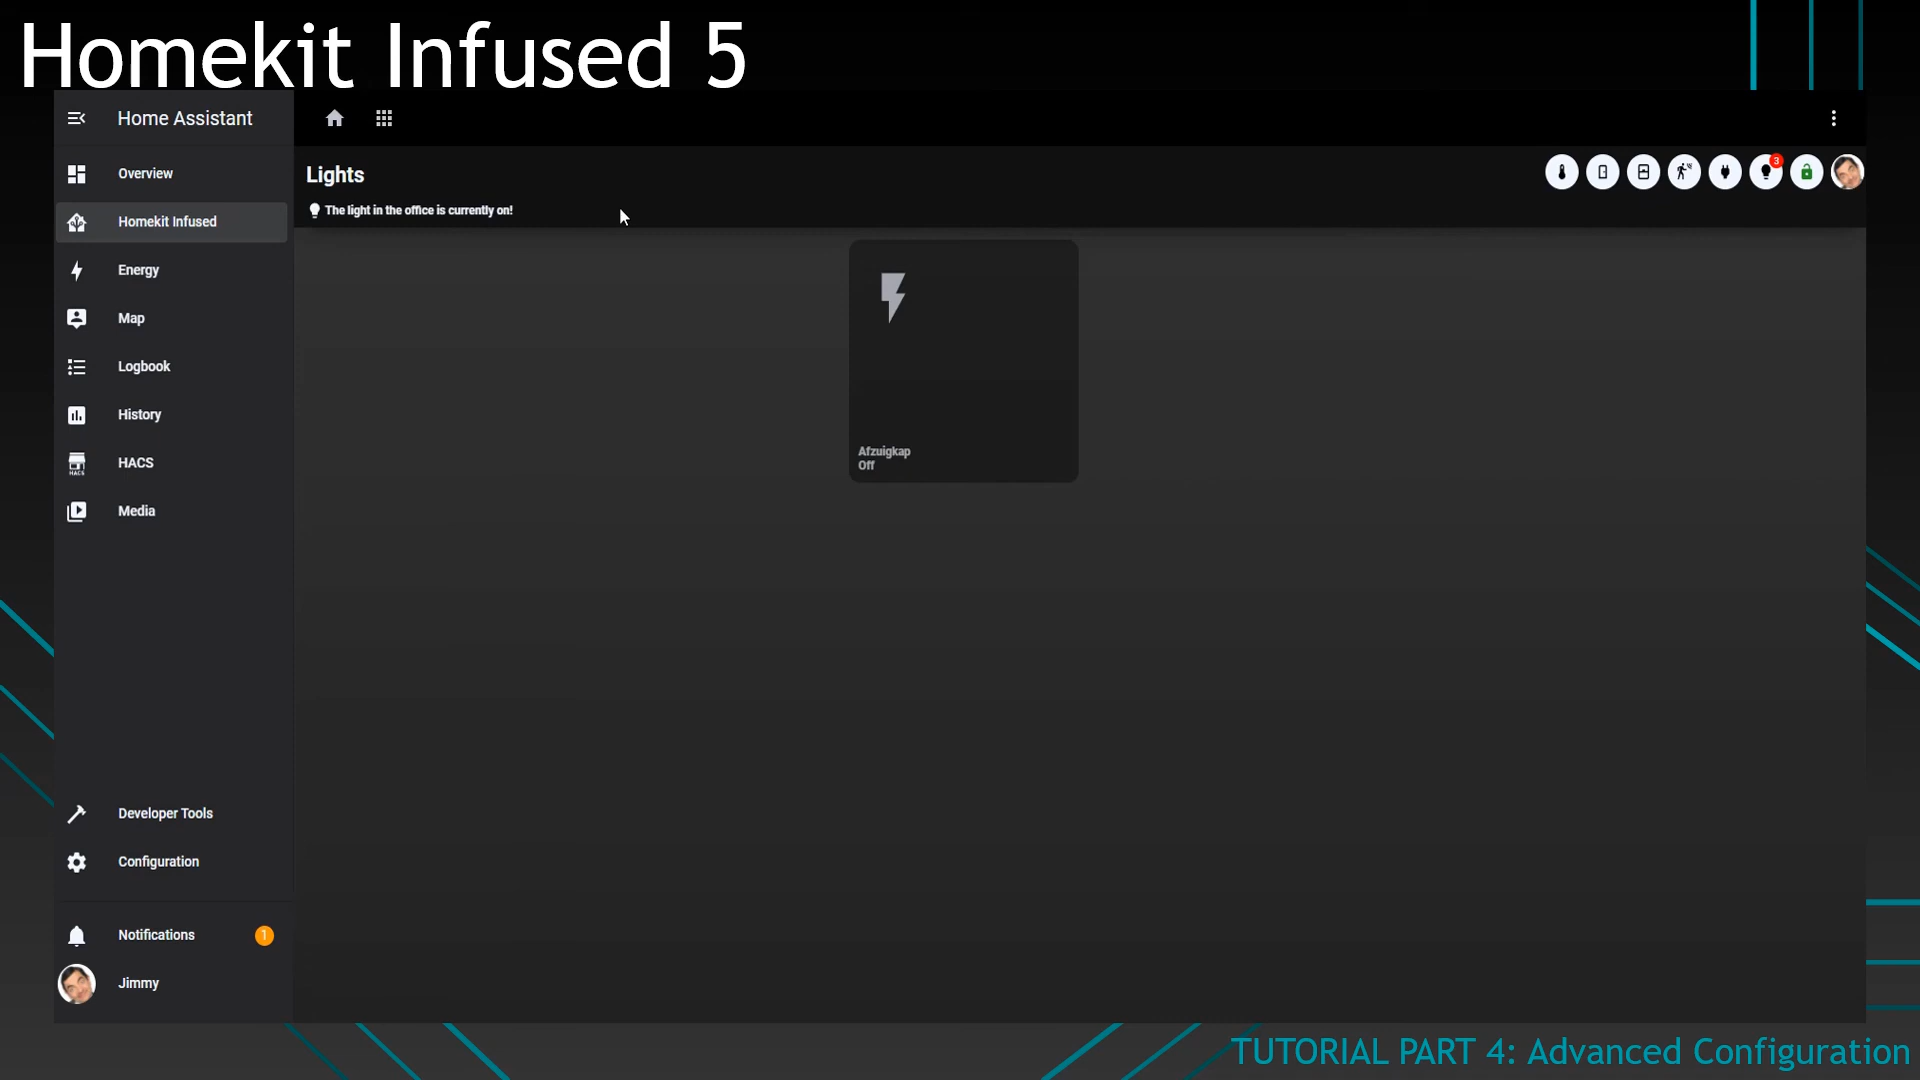 Homekit Infused 5
Home Assistant
Overview
Homekit Infused
Energy
Map
Logbook
History
HACS
HACS
Media
Developer Tools
Configuration
Notifications
1
Jimmy
Lights
The light in the office is currently on!
3
Afzuigkap
Off
TUTORIAL PART 4: Advanced Configuration